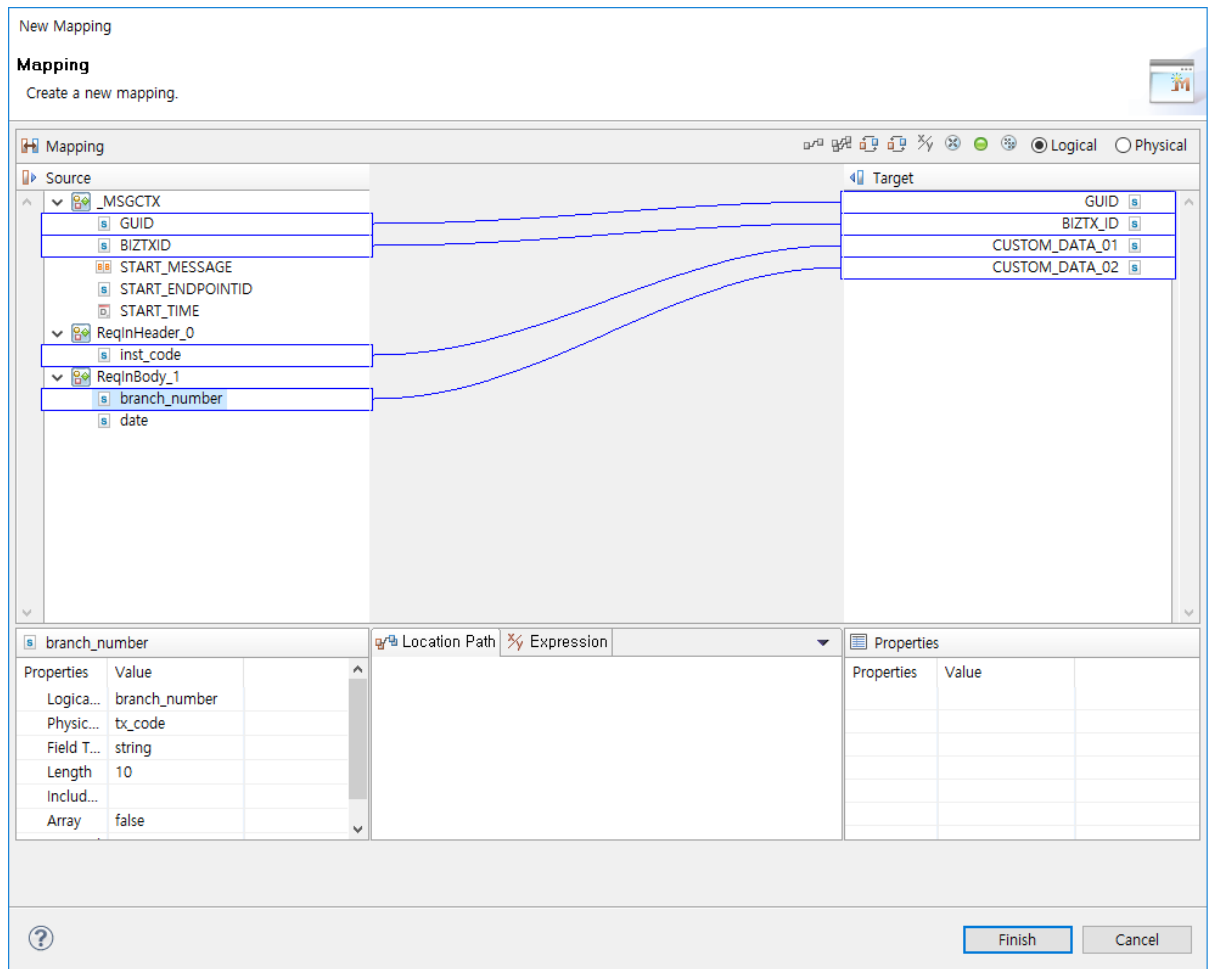 New Mapping
Mapping
Create a new mapping.
Mapping
Logical
Physical
Source
Target
_MSGCTX
GUID
BIZTXID
START_MESSAGE
START_ENDPOINTID
START_TIME
ReqInHeader_0
inst_code
ReqInBody_1
branch_number
date
GUID
BIZTX_ID
CUSTOM_DATA_01
CUSTOM_DATA_02
branch_number
Properties Value
Logica... branch_number
Physic... tx_code
Field T... string
Length 10
Includ...
Array false
Location Path
Expression
Properties
Properties Value
Finish
Cancel